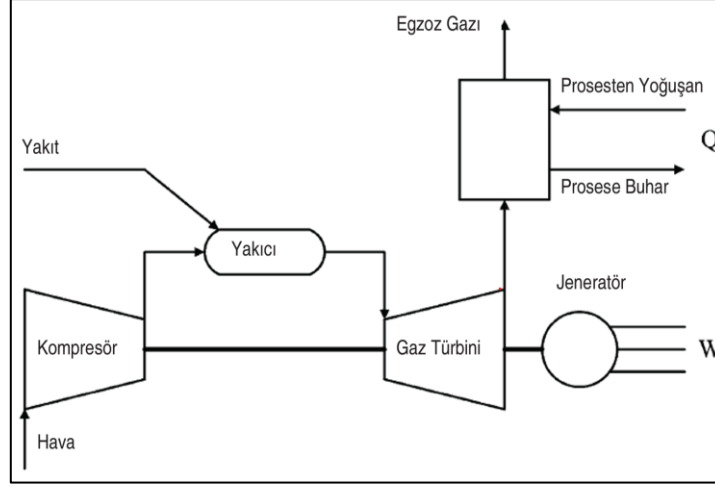 Egzoz Gazı
Prosesten Yoğuşan
Q
Prosese Buhar
Yakıt
Yakıcı
Jeneratör
Kompresör
Gaz Türbini
W
Hava